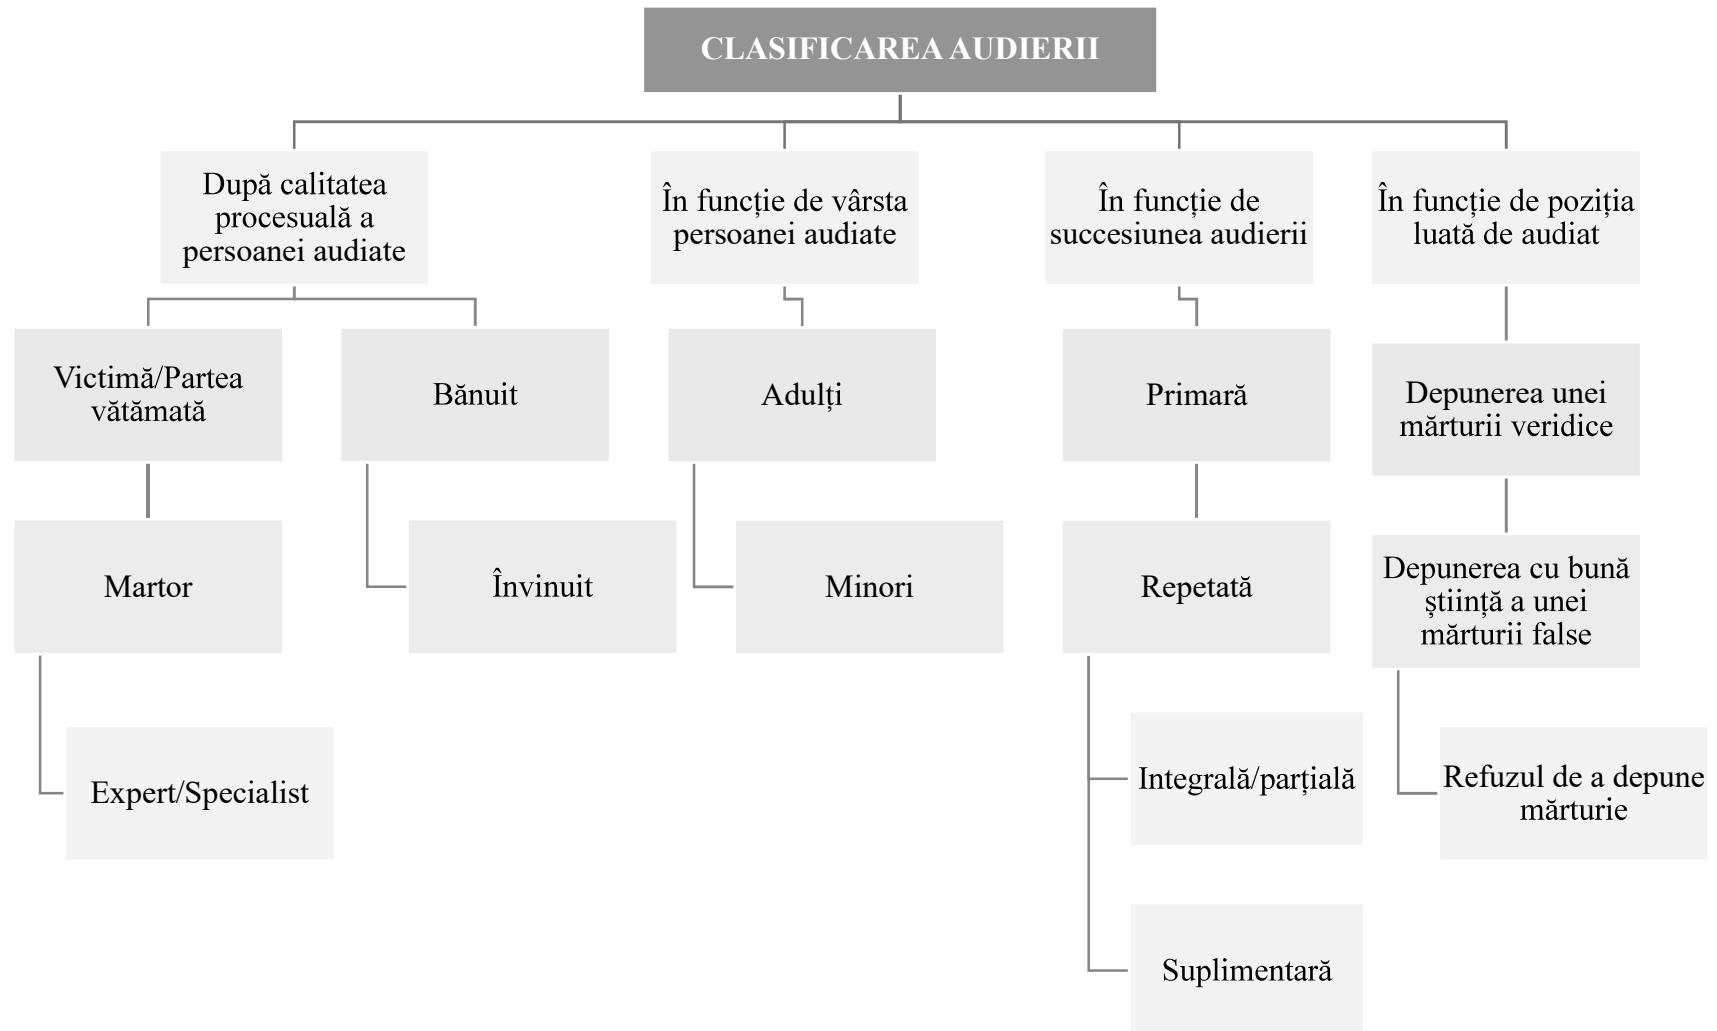 CLASIFICAREA AUDIERII
După calitatea
procesuală a
persoanei audiate
În funcție de vârsta
persoanei audiate
În funcție de
succesiunea audierii
În funcție de poziția
luată de audiat
Victimă/Partea
vătămată
Bănuit
Adulți
Primară
Depunerea unei
mărturii veridice
Martor
Învinuit
Minori
Repetată
Depunerea cu bună
știință a unei
mărturii false
Expert/Specialist
Integrală/parțială
Refuzul de a depune
mărturie
Suplimentară